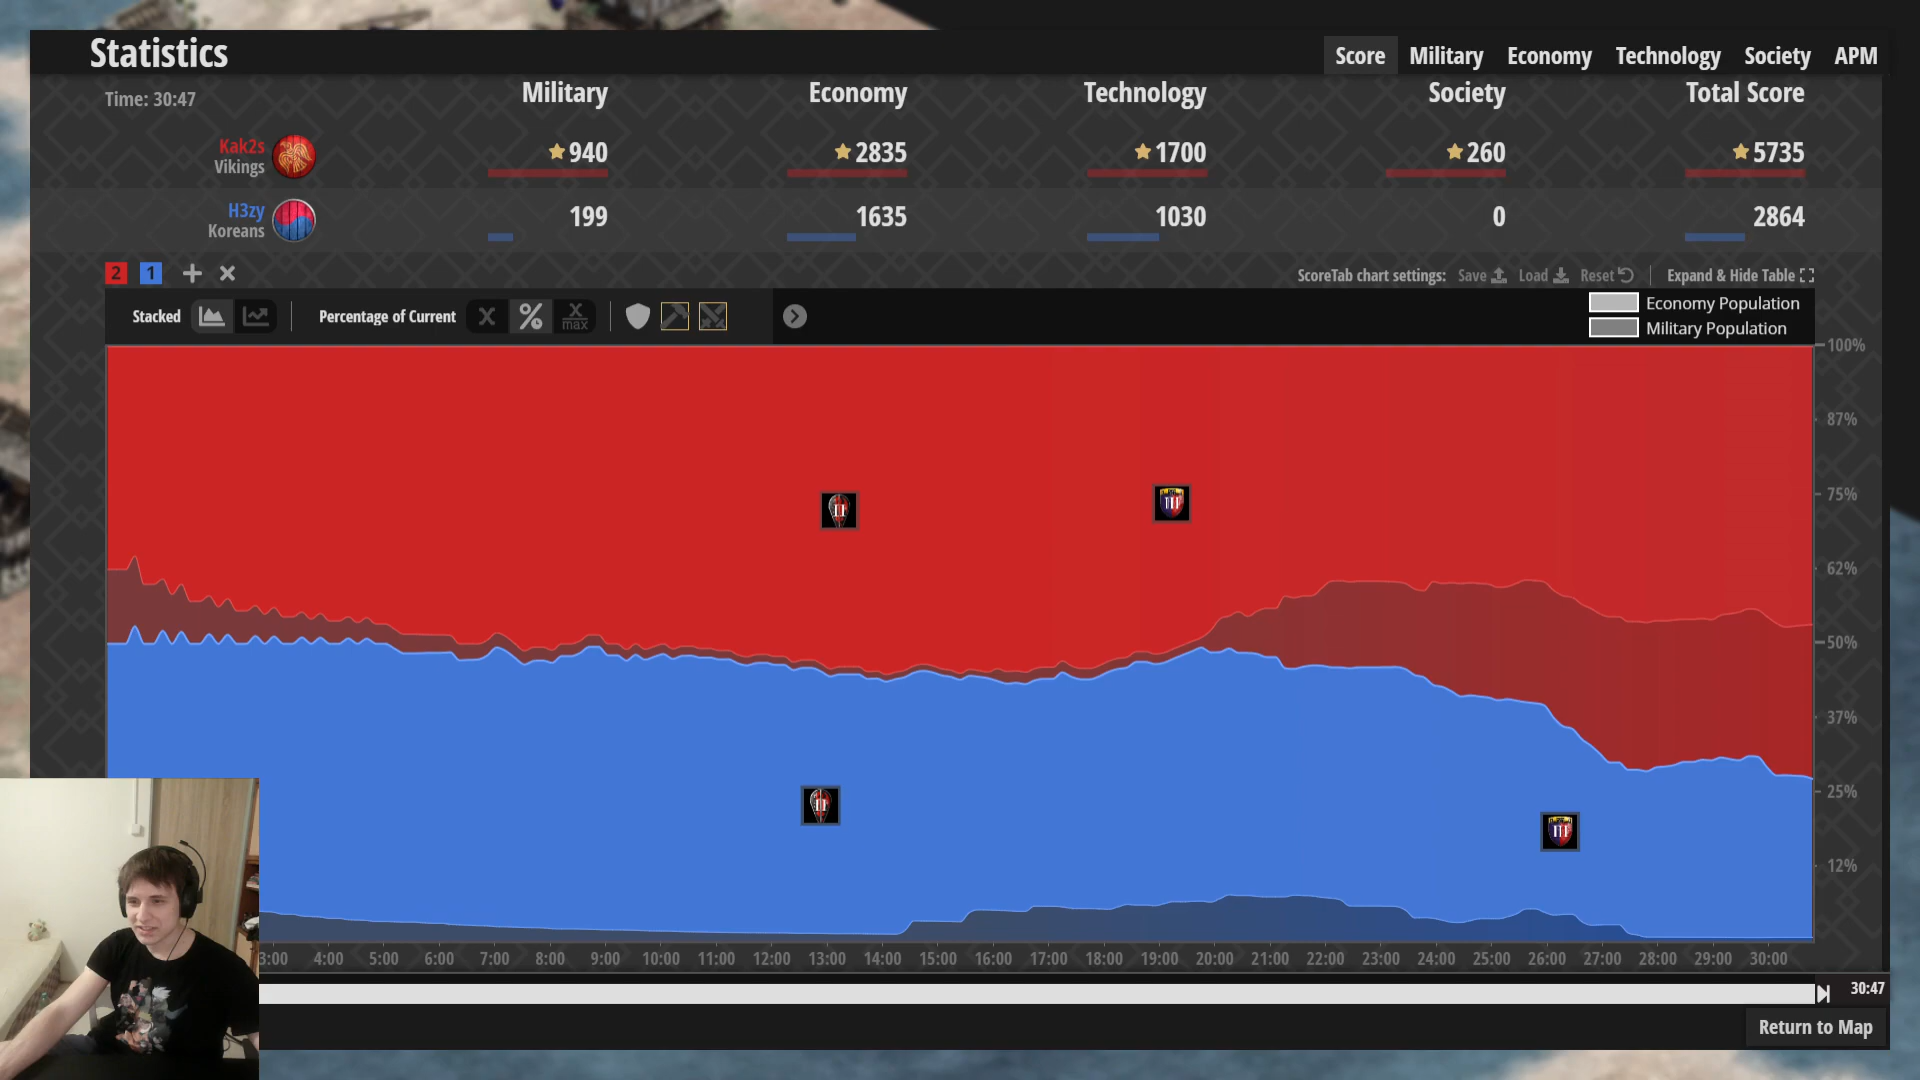 Statistics
Score Military Economy Technology Society APM
Time: 30:47 Military Economy Technology Society Total Score
Kak2s
Vikings
940 2835 1700 260 5735
H3zy
Koreans
199 1635 1030 0 2864
2 1
ScoreTab chart settings: Save Load Reset Expand & Hide Table
Stacked Percentage of Current X % X max
Economy Population
Military Population
100%
87%
75%
62%
50%
37%
25%
12%
II
III
II
III
3:00 4:00 5:00 6:00 7:00 8:00 9:00 10:00 11:00 12:00 13:00 14:00 15:00 16:00 17:00 18:00 19:00 20:00 21:00 22:00 23:00 24:00 25:00 26:00 27:00 28:00 29:00 30:00
30:47
Return to Map